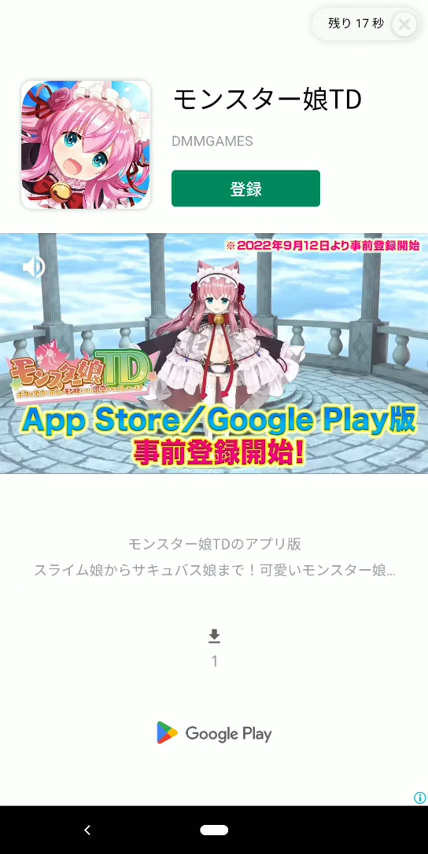 残り 17 秒
モンスター娘TD
DMMGAMES
登録
※2022年9月12日より事前登録開始
モンスター娘TD
App Store／Google Play版
事前登録開始!
モンスター娘TDのアプリ版
スライム娘からサキュバス娘まで！可愛いモンスター娘...
1
Google Play